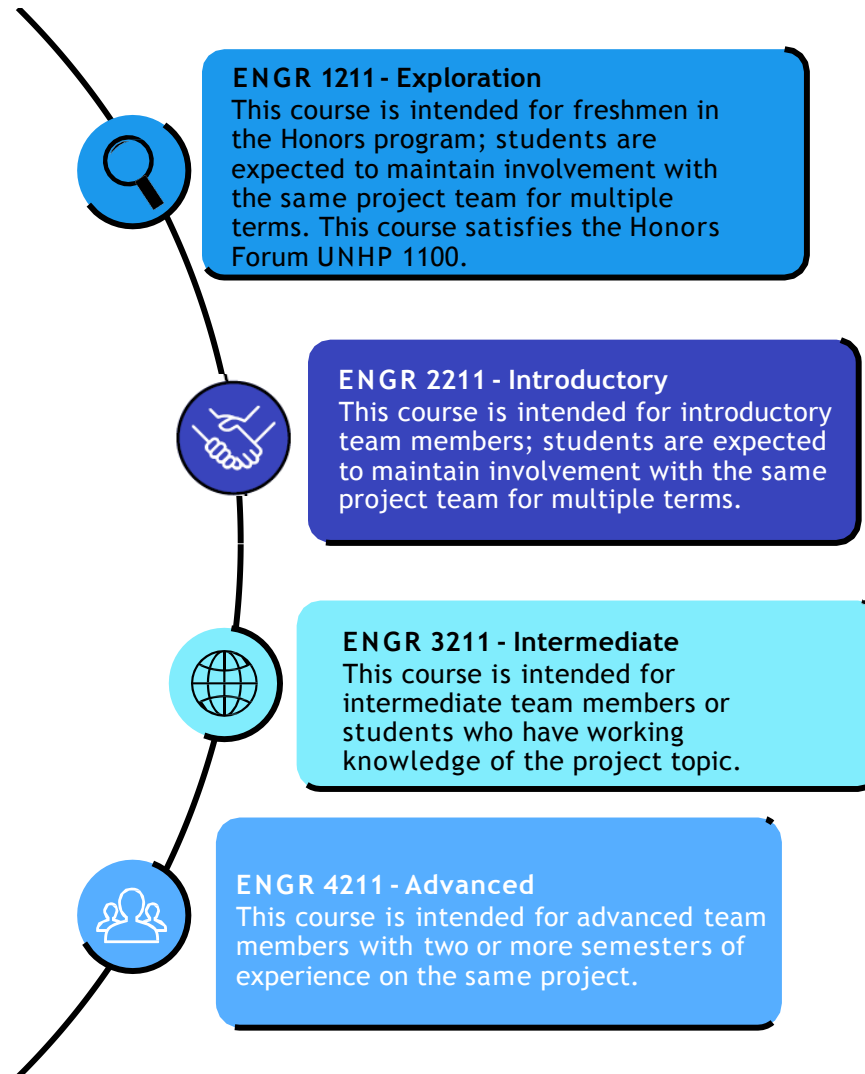 ENGR 1211 - Exploration
This course is intended for freshmen in
the Honors program; students are
expected to maintain involvement with
the same project team for multiple
terms. This course satisfies the Honors
Forum UNHP 1100.
ENGR 2211 - Introductory
This course is intended for introductory
team members; students are expected
to maintain involvement with the same
project team for multiple terms.
ENGR 3211 - Intermediate
This course is intended for
intermediate team members or
students who have working
knowledge of the project topic.
ENGR 4211 - Advanced
This course is intended for advanced team
members with two or more semesters of
experience on the same project.